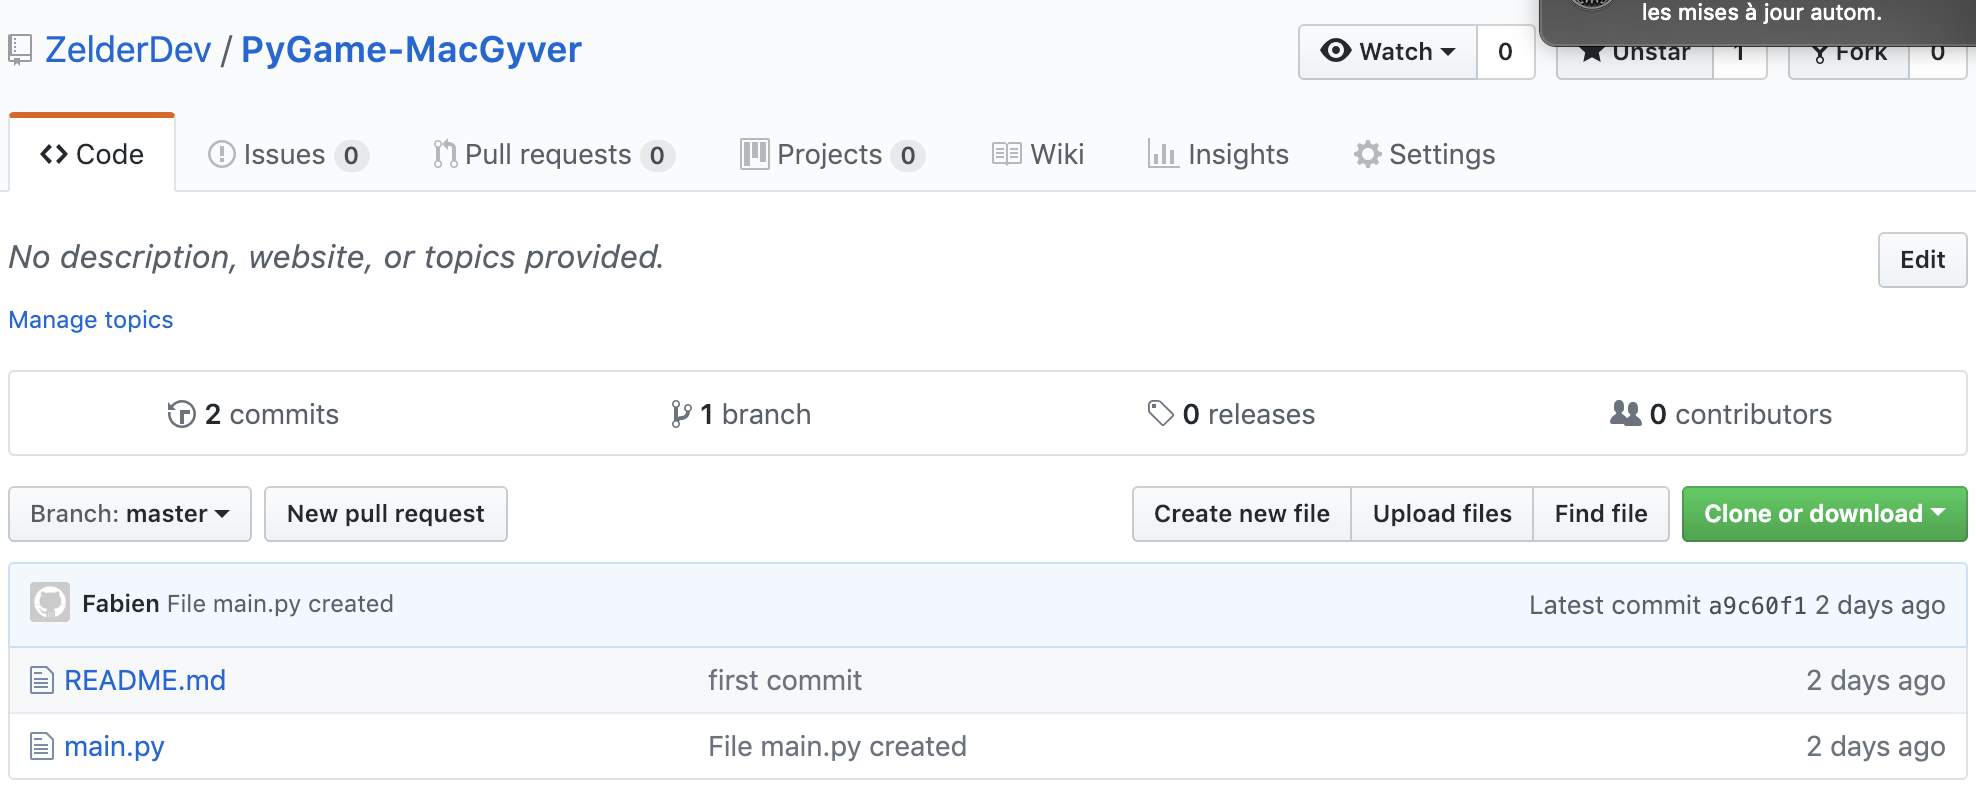 les mises à jour autom.
ZelderDev / PyGame-MacGyver
Watch 0 Unstar 1 Fork 0
Code Issues 0 Pull requests 0 Projects 0 Wiki Insights Settings
No description, website, or topics provided.
Edit
Manage topics
2 commits 1 branch 0 releases 0 contributors
Branch: master New pull request Create new file Upload files Find file Clone or download
Fabien File main.py created Latest commit a9c60f1 2 days ago
README.md first commit 2 days ago
main.py File main.py created 2 days ago